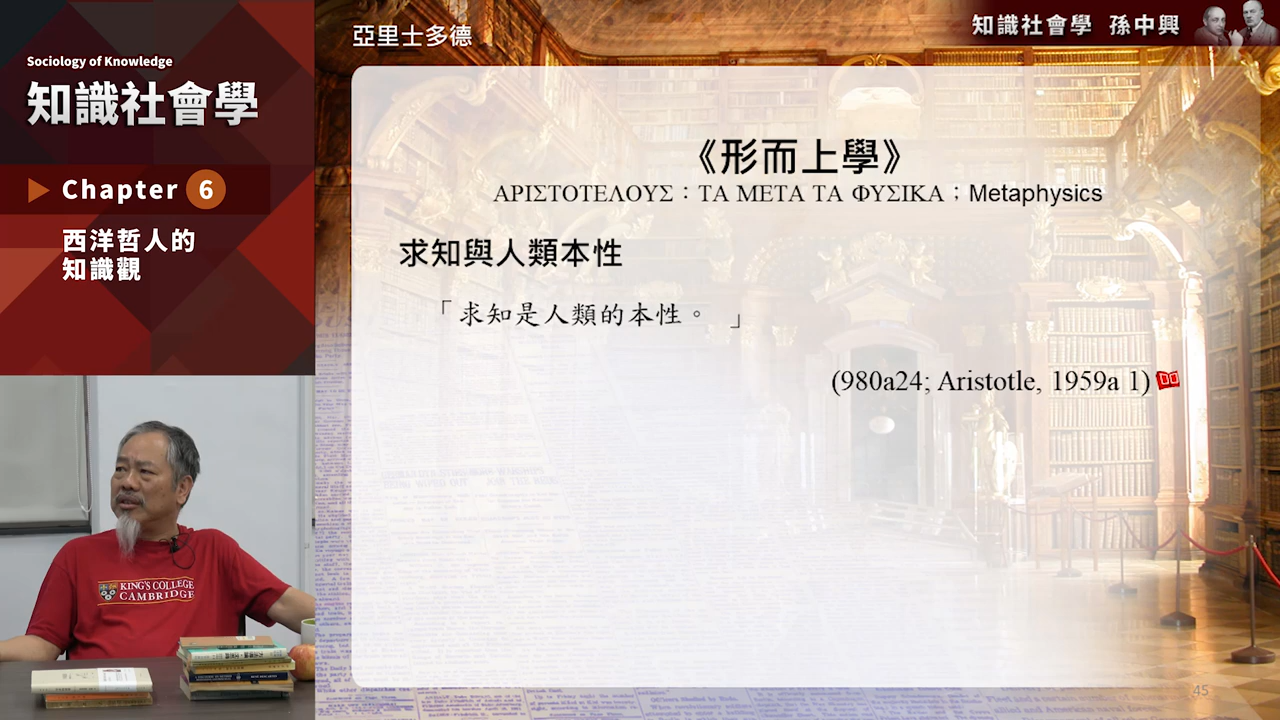 Sociology of Knowledge
知識社會學
Chapter 6
西洋哲人的
知識觀
亞里士多德
知識社會學 孫中興
《形而上學》
ΑΡΙΣΤΟΤΕΛΟΥΣ：ΤΑ ΜΕΤΑ ΤΑ ΦΥΣΙΚΑ；Metaphysics
求知與人類本性
「求知是人類的本性。 」
(980a24; Aristotle, 1959a 1)
KING'S COLLEGE
CAMBRIDGE
45